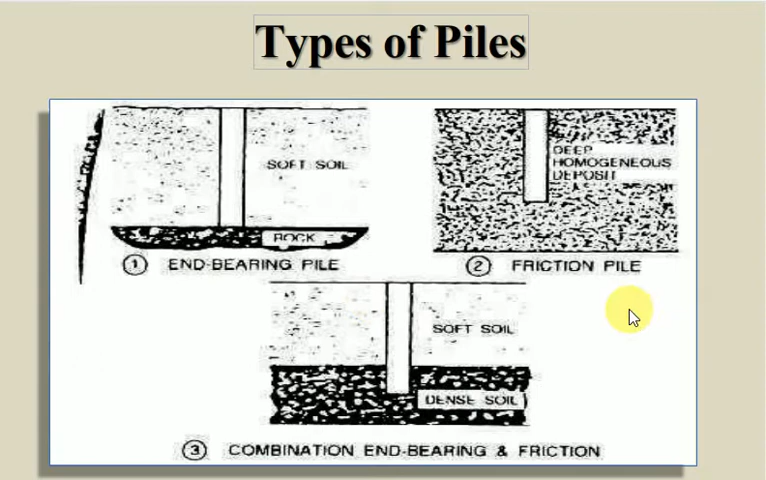 Types of Piles
SOFT SOIL
ROCK
① END-BEARING PILE
DEEP
HOMOGENEOUS
DEPOSIT
② FRICTION PILE
SOFT SOIL
DENSE SOIL
③ COMBINATION END-BEARING & FRICTION